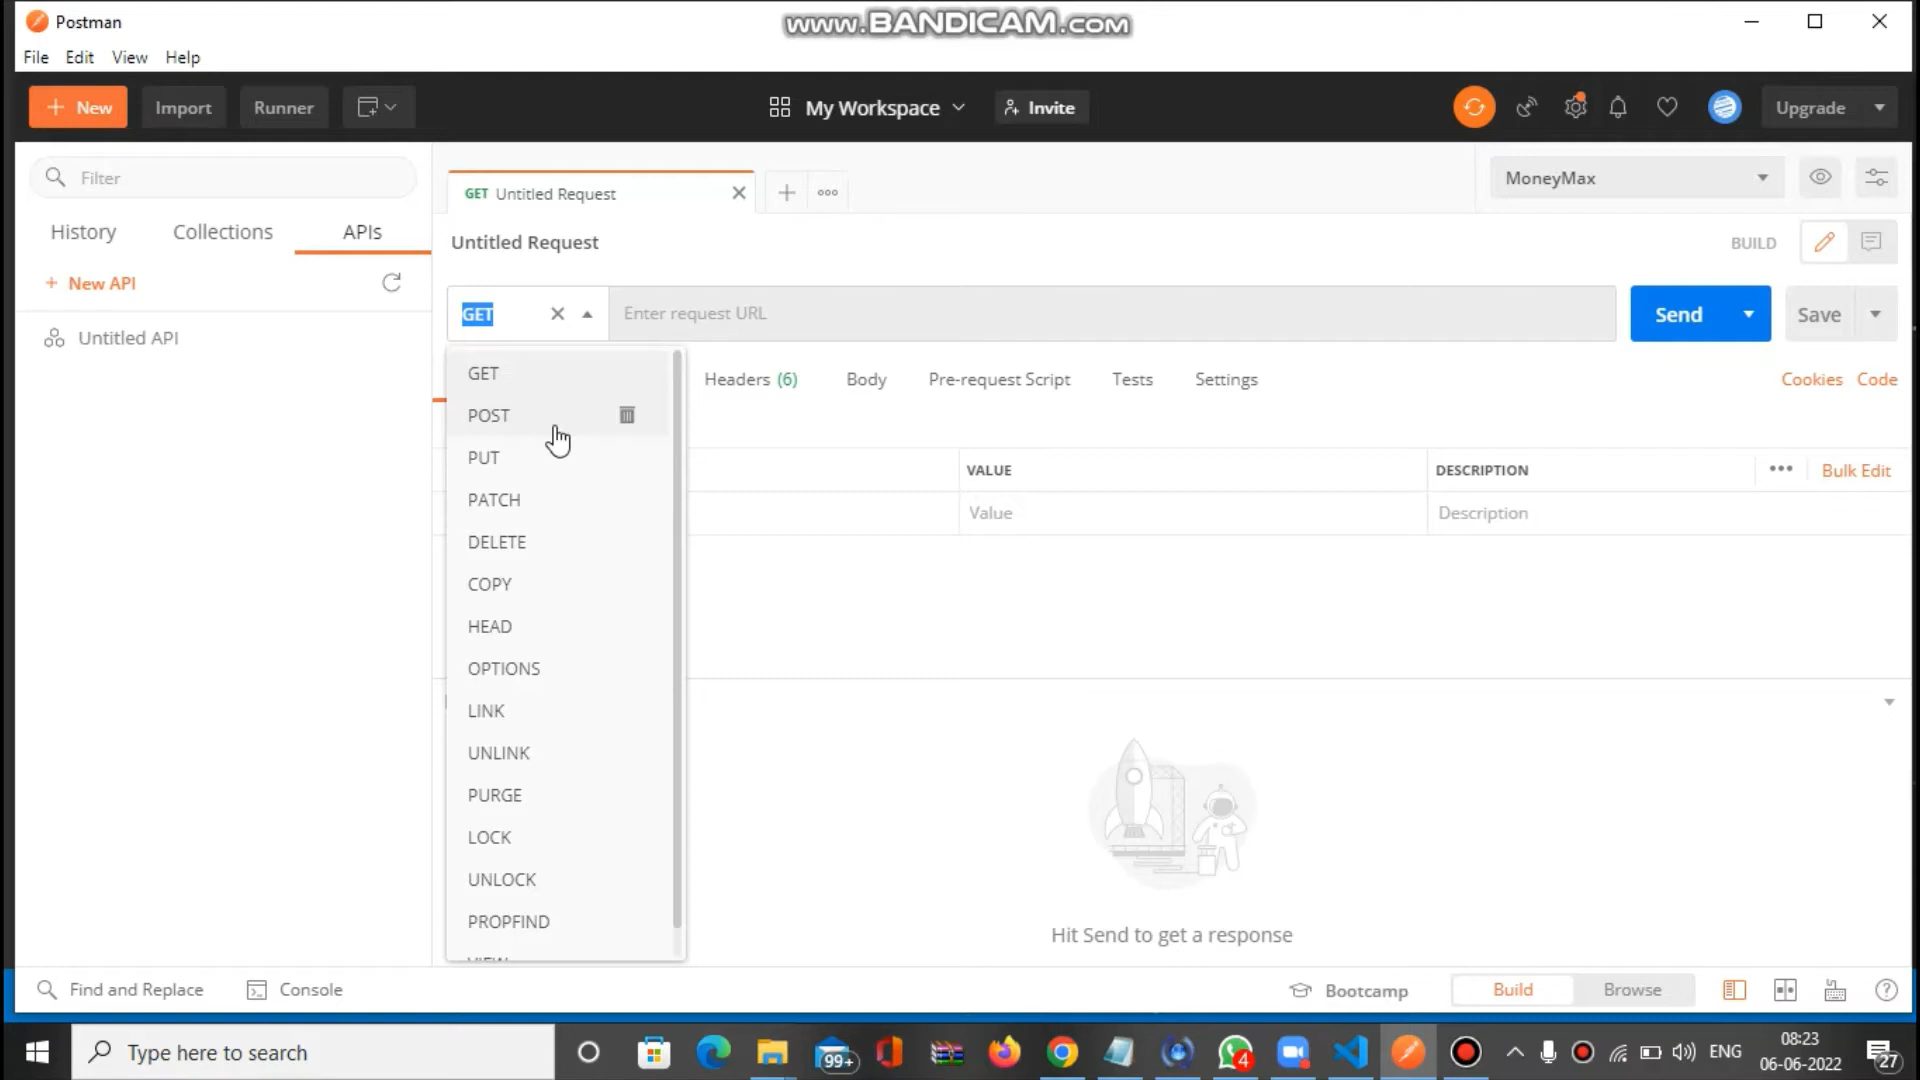 Postman
www.BANDICAM.com
File Edit View Help
+ New Import Runner
My Workspace
Invite
Upgrade
Filter
GET Untitled Request
MoneyMax
History Collections APIs
Untitled Request
BUILD
+ New API
GET
Enter request URL
Send
Save
Untitled API
GET
Headers (6) Body Pre-request Script Tests Settings
Cookies Code
POST
PUT
VALUE DESCRIPTION
Bulk Edit
PATCH
Value Description
DELETE
COPY
HEAD
OPTIONS
LINK
UNLINK
PURGE
LOCK
UNLOCK
PROPFIND
VIEW
Hit Send to get a response
Find and Replace Console
Bootcamp Build Browse
Type here to search
99+
4
ENG
08:23
06-06-2022
27